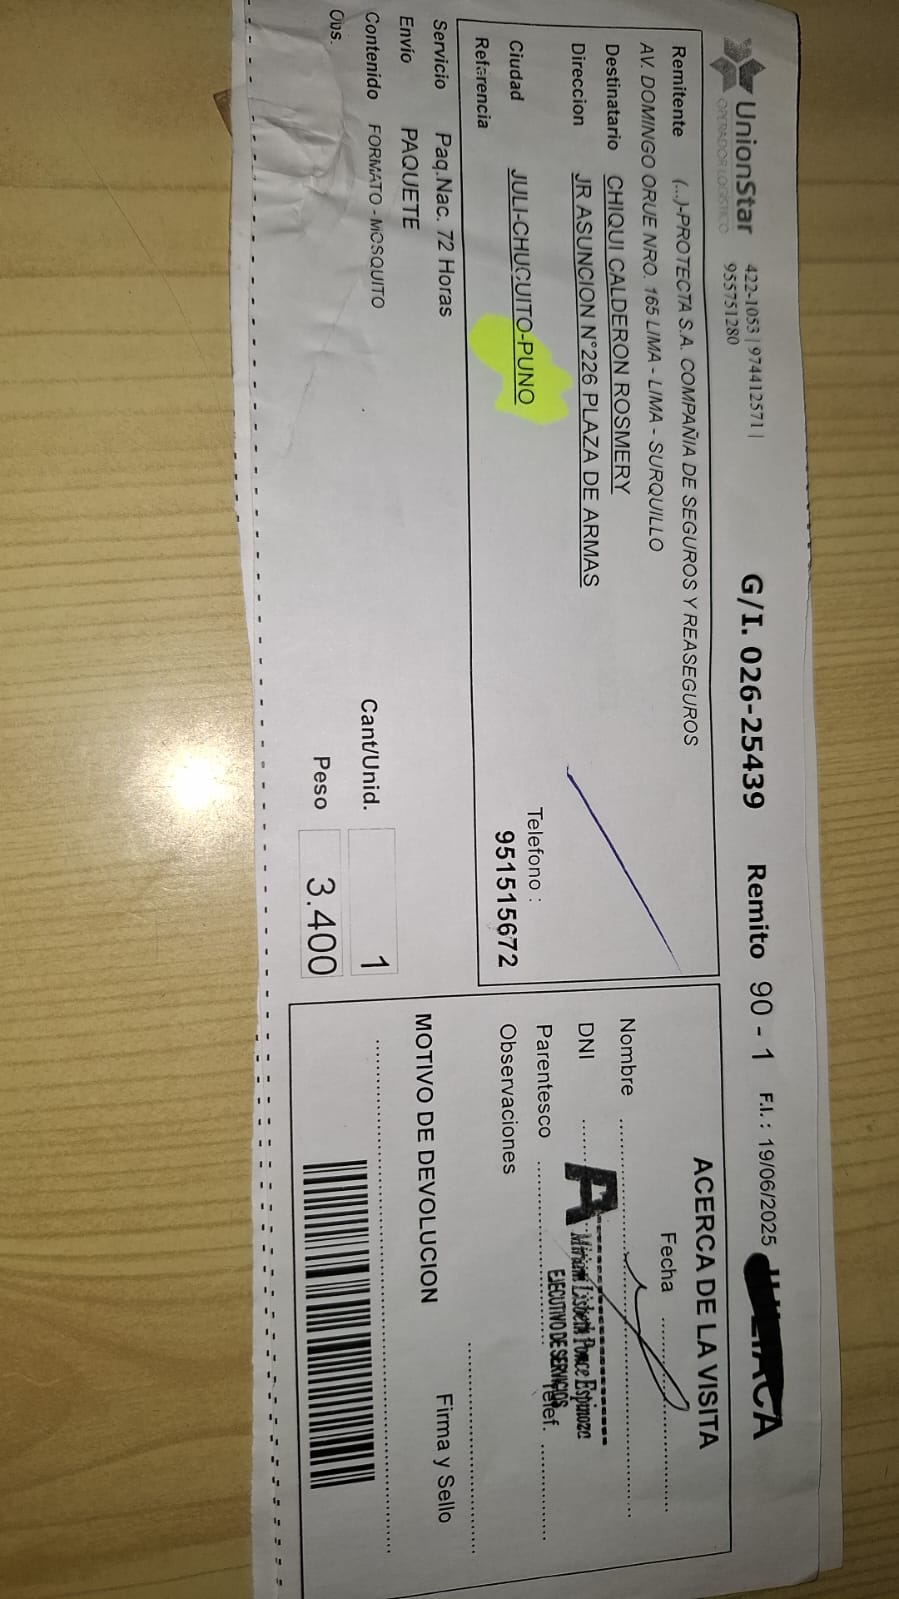 UnionStar
OPERADOR LOGISTICO
422-1053 | 974412571 |
955751280
G/I. 026-25439 Remito 90 - 1 F.I. : 19/06/2025
Remitente (...)-PROTECTA S.A. COMPAÑIA DE SEGUROS Y REASEGUROS
AV. DOMINGO ORUE NRO. 165 LIMA - LIMA - SURQUILLO
Destinatario CHIQUI CALDERON ROSMERY
Direccion JR ASUNCION N°226 PLAZA DE ARMAS
Ciudad JULI-CHUCUITO-PUNO
Telefono :
951515672
Referencia
Servicio Paq.Nac. 72 Horas
Envio PAQUETE
Contenido FORMATO - MOSQUITO
Obs.
Cant/Unid. 1
Peso 3.400
ACERCA DE LA VISITA
Fecha
Nombre
DNI
A
Miriam Lisbeth Ponce Espinoza
EJECUTIVO DE SERVICIOS
Parentesco
Telef.
Observaciones
MOTIVO DE DEVOLUCION
Firma y Sello